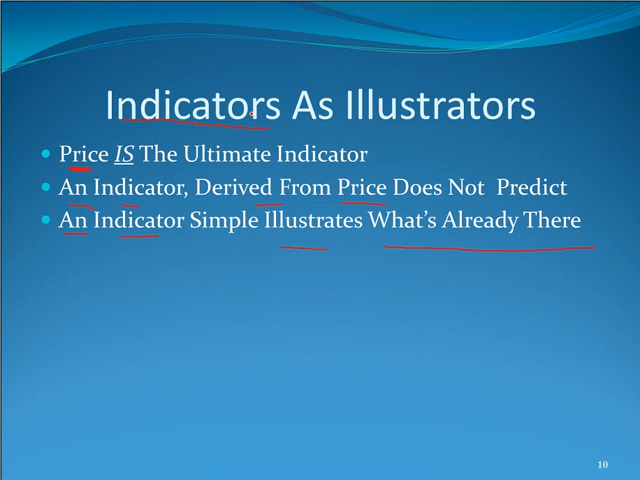 Indicators As Illustrators
Price IS The Ultimate Indicator
An Indicator, Derived From Price Does Not Predict
An Indicator Simple Illustrates What's Already There
10